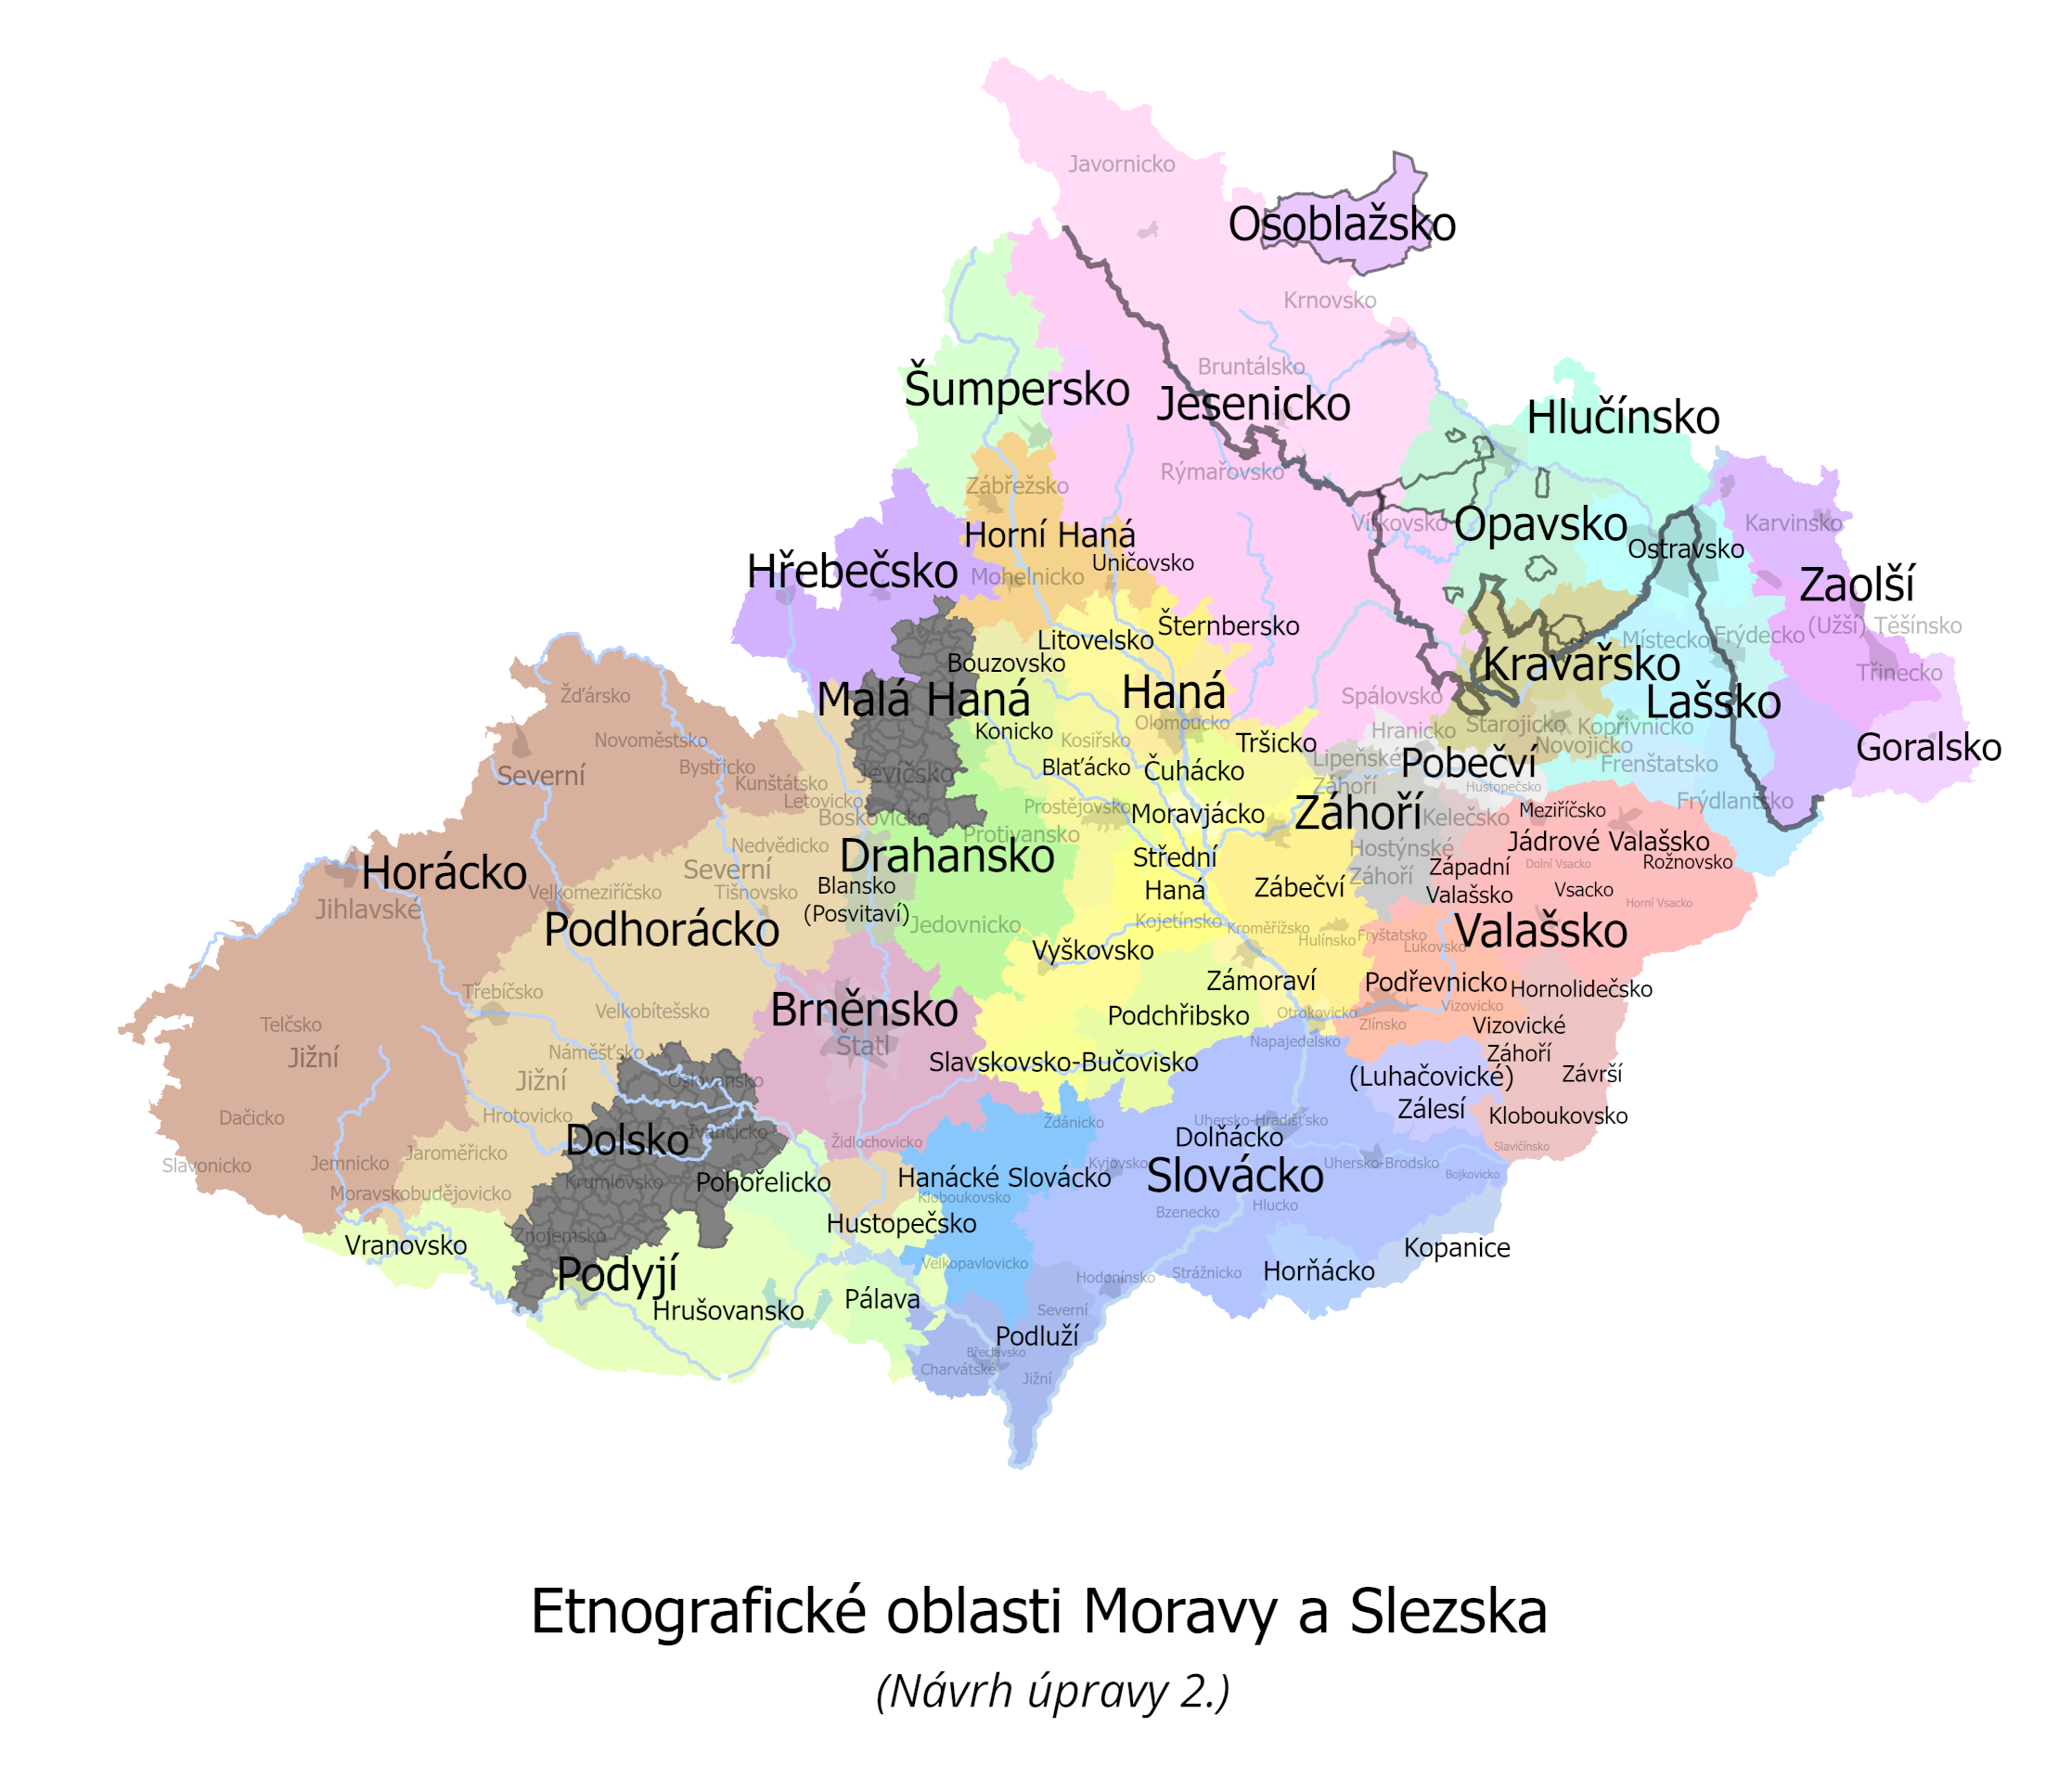 Javornicko
Osoblažsko
Krnovsko
Bruntálsko
Šumpersko
Jesenicko
Hlučínsko
Rýmařovsko
Zábřežsko
Vítkovsko
Opavsko
Karvinsko
Horní Haná
Ostravsko
Uničovsko
Hřebečsko
Mohelnicko
Zaolší
(Užší) Těšínsko
Šternbersko
Litovelsko
Místecko
Frýdecko
Bouzovsko
Kravařsko
Třinecko
Žďársko
Malá Haná
Haná
Spálovsko
Lašsko
Olomoucko
Starojicko
Kopřivnicko
Konicko
Hranicko
Novoměstsko
Kosiřsko
Tršicko
Novojicko
Goralsko
Lipeňské
Záhoří
Pobečví
Frenštatsko
Bystřicko
Blaťácko
Čuhácko
Severní
Jevíčsko
Kunštátsko
Hustopečsko
Letovicko
Frýdlantsko
Prostějovsko
Moravjácko
Záhoří
Kelečsko
Meziříčsko
Boskovicko
Protivansko
Jádrové Valašsko
Nedvědicko
Drahansko
Střední
Haná
Hostýnské
Záhoří
Západní
Valašsko
Dolní Vsacko
Rožnovsko
Horácko
Severní
Velkomeziříčsko
Tišnovsko
Blansko
(Posvitaví)
Zábečví
Vsacko
Horní Vsacko
Jihlavské
Podhorácko
Jedovnicko
Kojetínsko
Kroměřížsko
Hulínsko
Fryštatsko
Lukovsko
Valašsko
Vyškovsko
Třebíčsko
Zámoraví
Podřevnicko
Hornolidečsko
Velkobítešsko
Brněnsko
Podchřibsko
Otrokovicko
Vizovicko
Telčsko
Zlínsko
Vizovické
Záhoří
Štatl
Napajedelsko
Jižní
Náměšťsko
Slavskovsko-Bučovisko
Jižní
Oslovansko
(Luhačovické)
Zálesí
Závrší
Dačicko
Hrotovicko
Ždánicko
Uhersko-Hradišťsko
Kloboukovsko
Dolsko
Ivančicko
Židlochovicko
Dolňácko
Slavičínsko
Jaroměřicko
Slavonicko
Jemnicko
Kyjovsko
Uhersko-Brodsko
Bojkovicko
Krumlovsko
Pohořelicko
Hanácké Slovácko
Slovácko
Moravskobudějovicko
Kloboukovsko
Hlucko
Bzenecko
Hustopečsko
Vranovsko
Znojemsko
Kopanice
Velkopavlovicko
Podyjí
Hodonínsko
Strážnicko
Horňácko
Pálava
Hrušovansko
Severní
Podluží
Břeclavsko
Charvátské
Jižní
Etnografické oblasti Moravy a Slezska
(Návrh úpravy 2.)